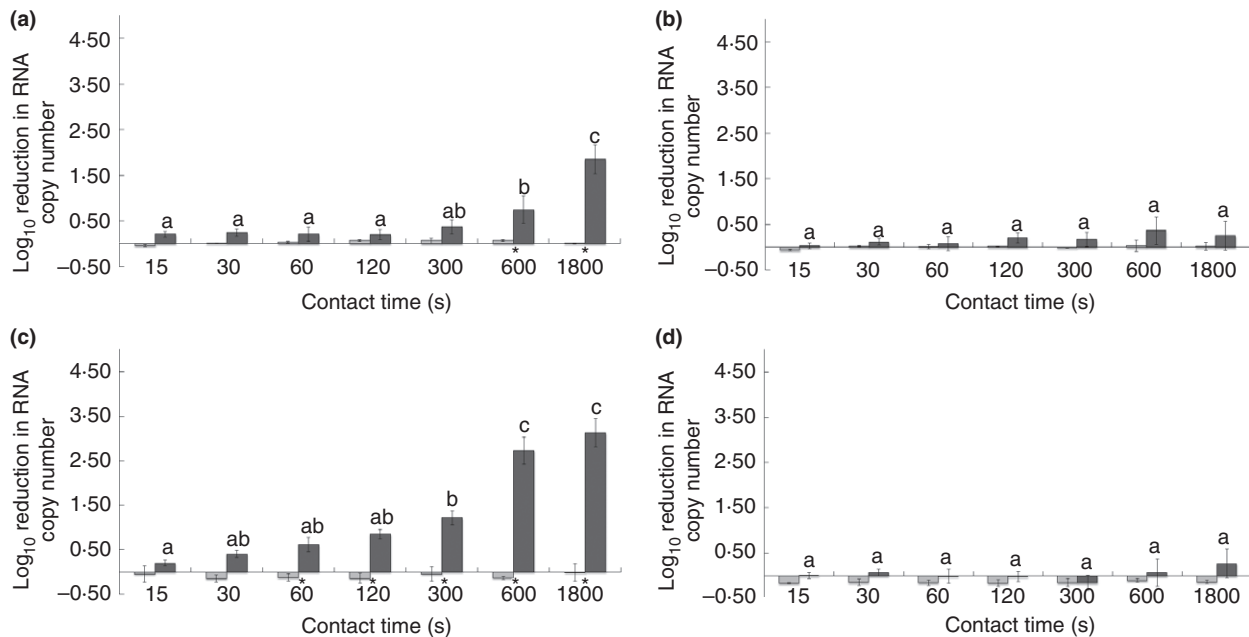 (a)
Log10 reduction in RNA
copy number
4·50
3·50
2·50
1·50
0·50
–0·50
a a a a ab b c
* *
15 30 60 120 300 600 1800
Contact time (s)
(b)
Log10 reduction in RNA
copy number
4·50
3·50
2·50
1·50
0·50
–0·50
a a a a a a a
15 30 60 120 300 600 1800
Contact time (s)
(c)
Log10 reduction in RNA
copy number
4·50
3·50
2·50
1·50
0·50
–0·50
a ab ab ab b c c
* * * * *
15 30 60 120 300 600 1800
Contact time (s)
(d)
Log10 reduction in RNA
copy number
4·50
3·50
2·50
1·50
0·50
–0·50
a a a a a a a
15 30 60 120 300 600 1800
Contact time (s)